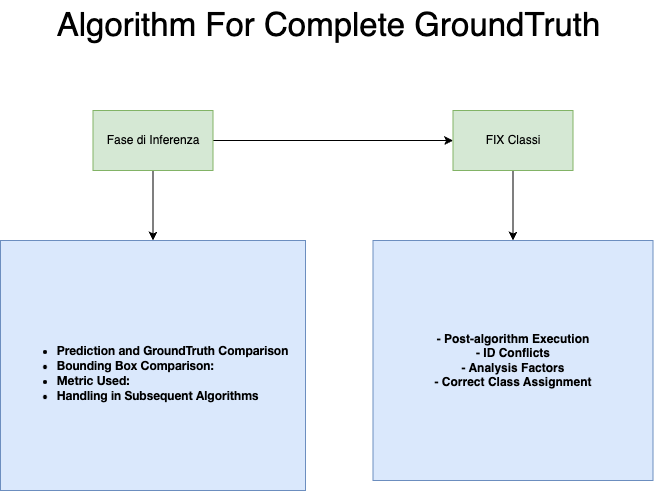 Algorithm For Complete GroundTruth
Fase di Inferenza
FIX Classi
• Prediction and GroundTruth Comparison
• Bounding Box Comparison:
• Metric Used:
• Handling in Subsequent Algorithms
- Post-algorithm Execution
- ID Conflicts
- Analysis Factors
- Correct Class Assignment